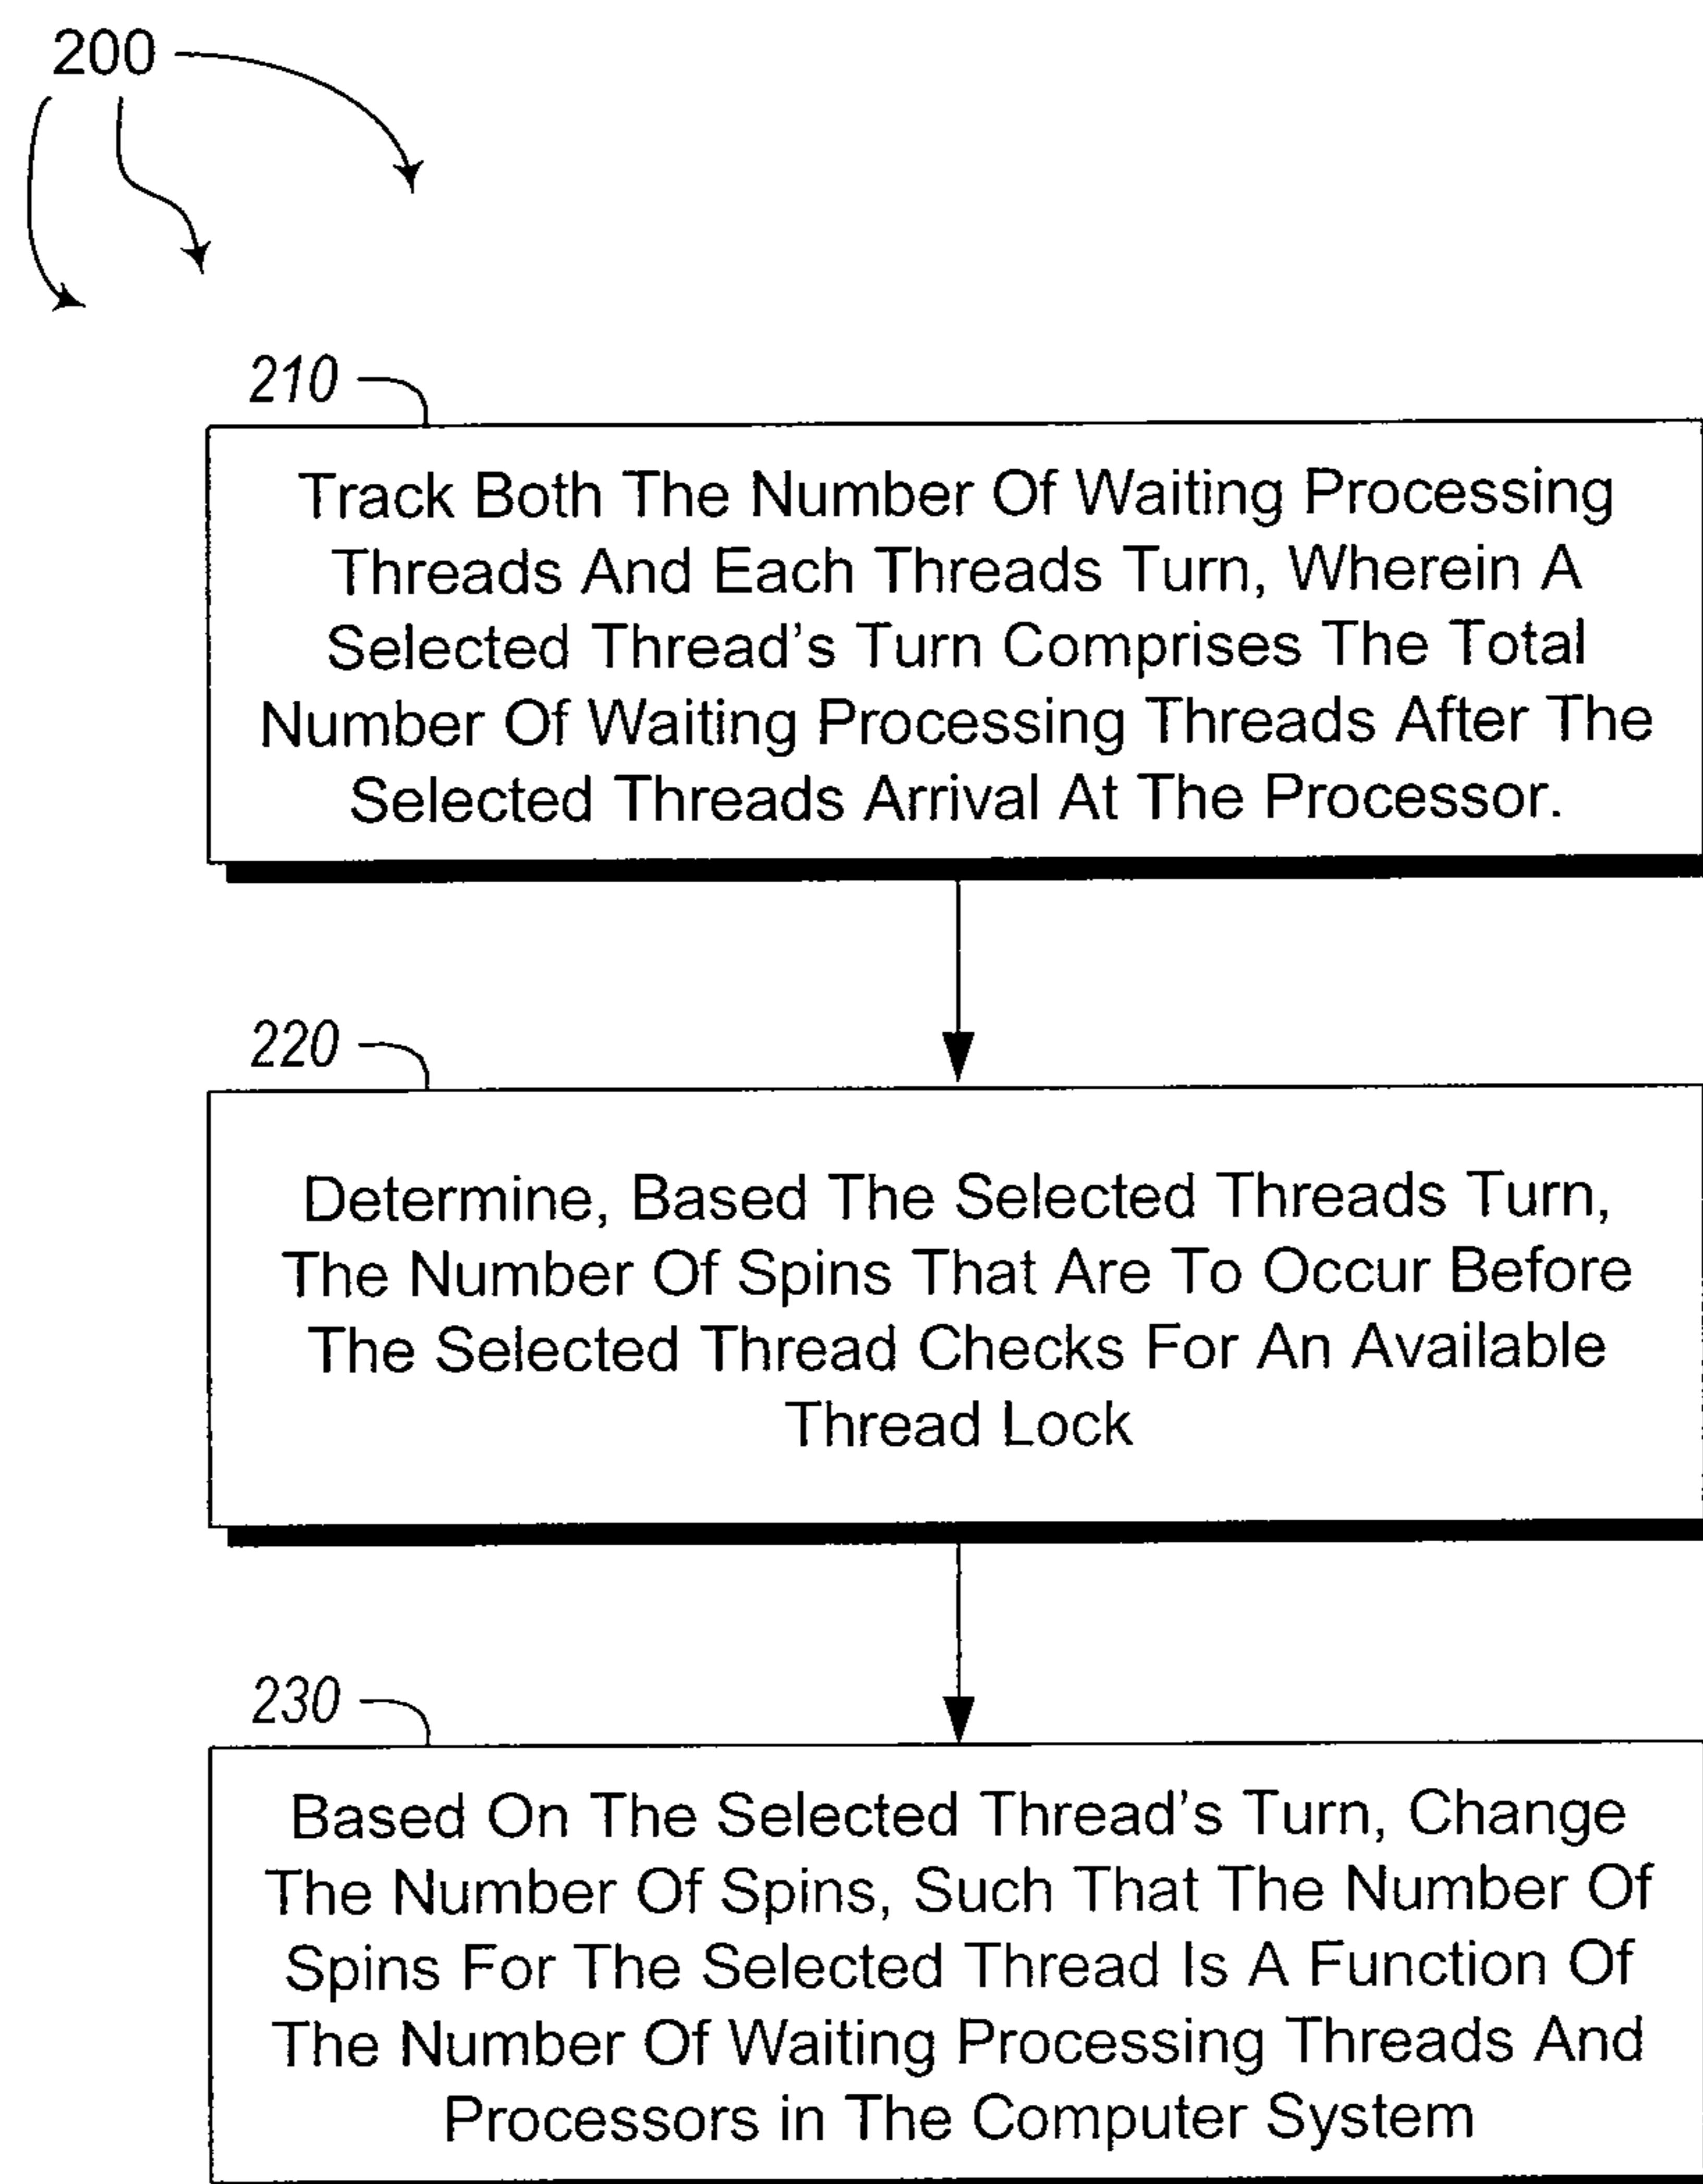 200
210
Track Both The Number Of Waiting Processing
Threads And Each Threads Turn, Wherein A
Selected Thread's Turn Comprises The Total
Number Of Waiting Processing Threads After The
Selected Threads Arrival At The Processor.
220
Determine, Based The Selected Threads Turn,
The Number Of Spins That Are To Occur Before
The Selected Thread Checks For An Available
Thread Lock
230
Based On The Selected Thread's Turn, Change
The Number Of Spins, Such That The Number Of
Spins For The Selected Thread Is A Function Of
The Number Of Waiting Processing Threads And
Processors in The Computer System